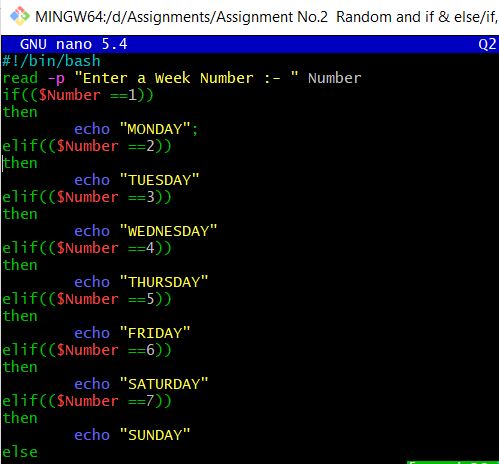 MINGW64:/d/Assignments/Assignment No.2 Random and if & else/if,
GNU nano 5.4 Q2
#!/bin/bash
read -p "Enter a Week Number :- " Number
if(($Number ==1))
then
echo "MONDAY";
elif(($Number ==2))
then
echo "TUESDAY"
elif(($Number ==3))
then
echo "WEDNESDAY"
elif(($Number ==4))
then
echo "THURSDAY"
elif(($Number ==5))
then
echo "FRIDAY"
elif(($Number ==6))
then
echo "SATURDAY"
elif(($Number ==7))
then
echo "SUNDAY"
else